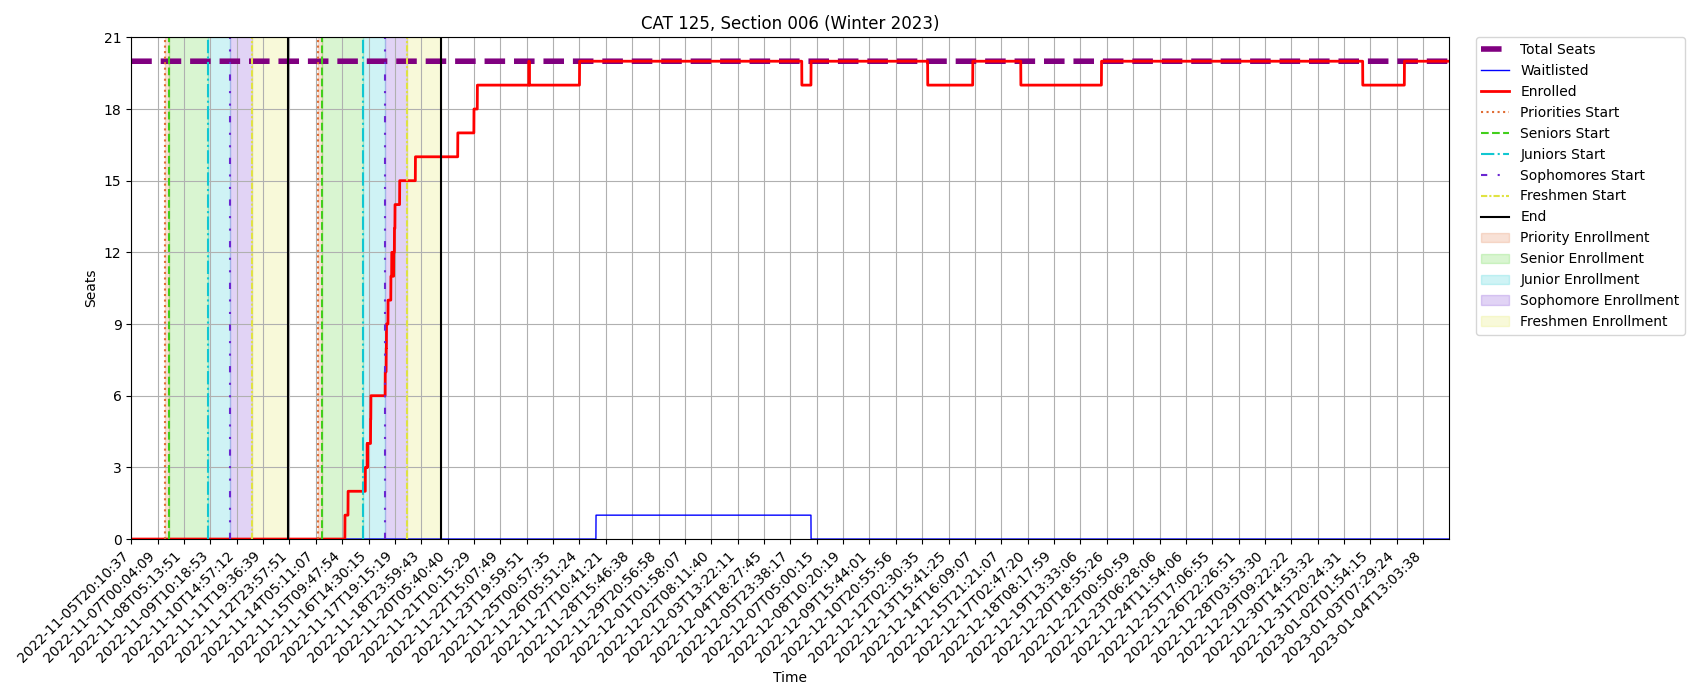 CAT 125, Section 006 (Winter 2023)
21
18
15
12
9
6
3
0
Seats
2022-11-05T20:10:37
2022-11-07T00:04:09
2022-11-08T05:13:51
2022-11-09T10:18:53
2022-11-10T14:57:12
2022-11-11T19:36:39
2022-11-12T23:57:51
2022-11-14T05:11:07
2022-11-15T09:47:54
2022-11-16T14:30:15
2022-11-17T19:15:19
2022-11-18T23:59:43
2022-11-20T05:40:40
2022-11-21T10:15:29
2022-11-22T15:07:49
2022-11-23T19:59:51
2022-11-25T00:57:35
2022-11-26T05:51:24
2022-11-27T10:41:21
2022-11-28T15:46:38
2022-11-29T20:56:58
2022-12-01T01:58:07
2022-12-02T08:11:40
2022-12-03T13:22:11
2022-12-04T18:27:45
2022-12-05T23:38:17
2022-12-07T05:00:15
2022-12-08T10:20:19
2022-12-09T15:44:01
2022-12-10T20:55:56
2022-12-12T02:30:35
2022-12-13T15:41:25
2022-12-14T16:09:07
2022-12-15T21:21:07
2022-12-17T02:47:20
2022-12-18T08:17:59
2022-12-19T13:33:06
2022-12-20T18:55:26
2022-12-22T00:50:59
2022-12-23T06:28:06
2022-12-24T11:54:06
2022-12-25T17:06:55
2022-12-26T22:26:51
2022-12-28T03:53:30
2022-12-29T09:22:22
2022-12-30T14:53:32
2022-12-31T20:24:31
2023-01-02T01:54:15
2023-01-03T07:29:24
2023-01-04T13:03:38
Time
Total Seats
Waitlisted
Enrolled
Priorities Start
Seniors Start
Juniors Start
Sophomores Start
Freshmen Start
End
Priority Enrollment
Senior Enrollment
Junior Enrollment
Sophomore Enrollment
Freshmen Enrollment